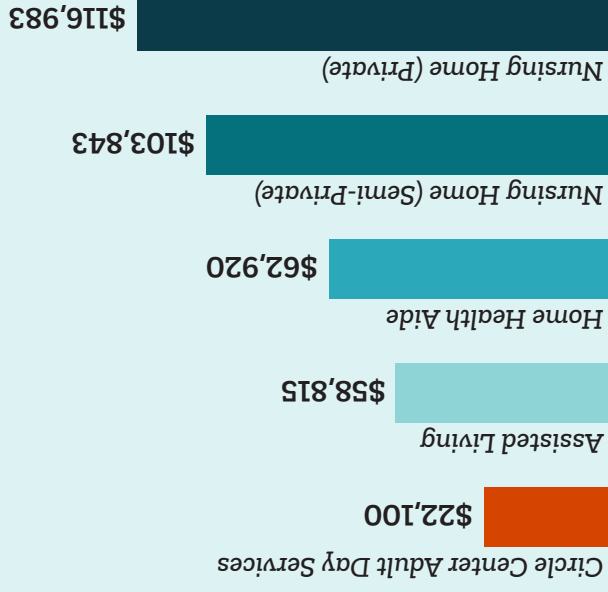 Circle Center Adult Day Services
$22,100
Assisted Living
$58,815
Home Health Aide
$62,920
Nursing Home (Semi-Private)
$103,843
Nursing Home (Private)
$116,983